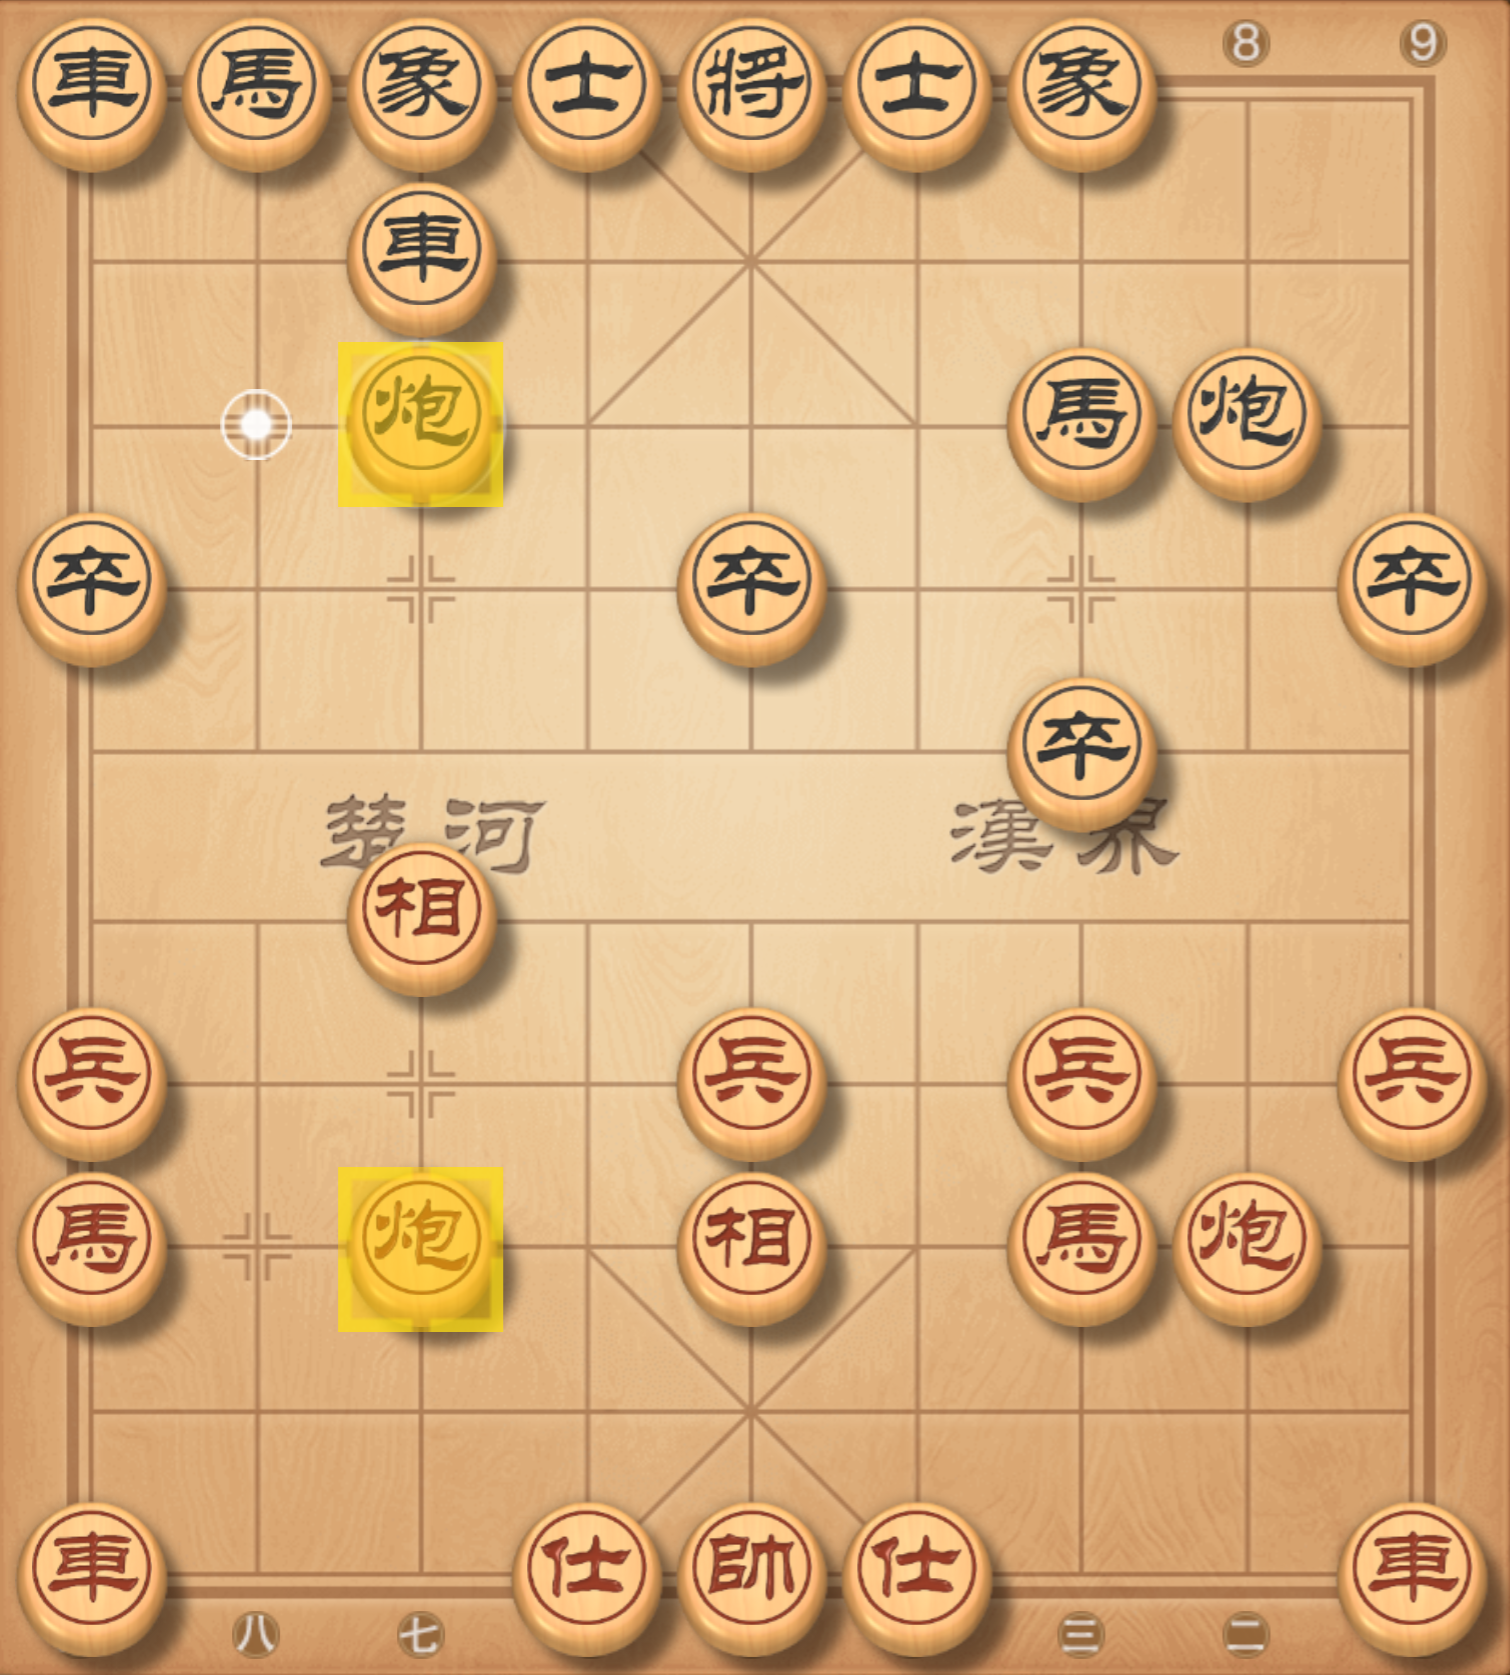 車馬象士將士象 8 9
車
炮 馬 炮
卒 卒 卒
卒
楚河 漢界
相
兵 兵 兵 兵
馬 炮 相 馬 炮
車 仕 帥 仕 車
八 七 三 二